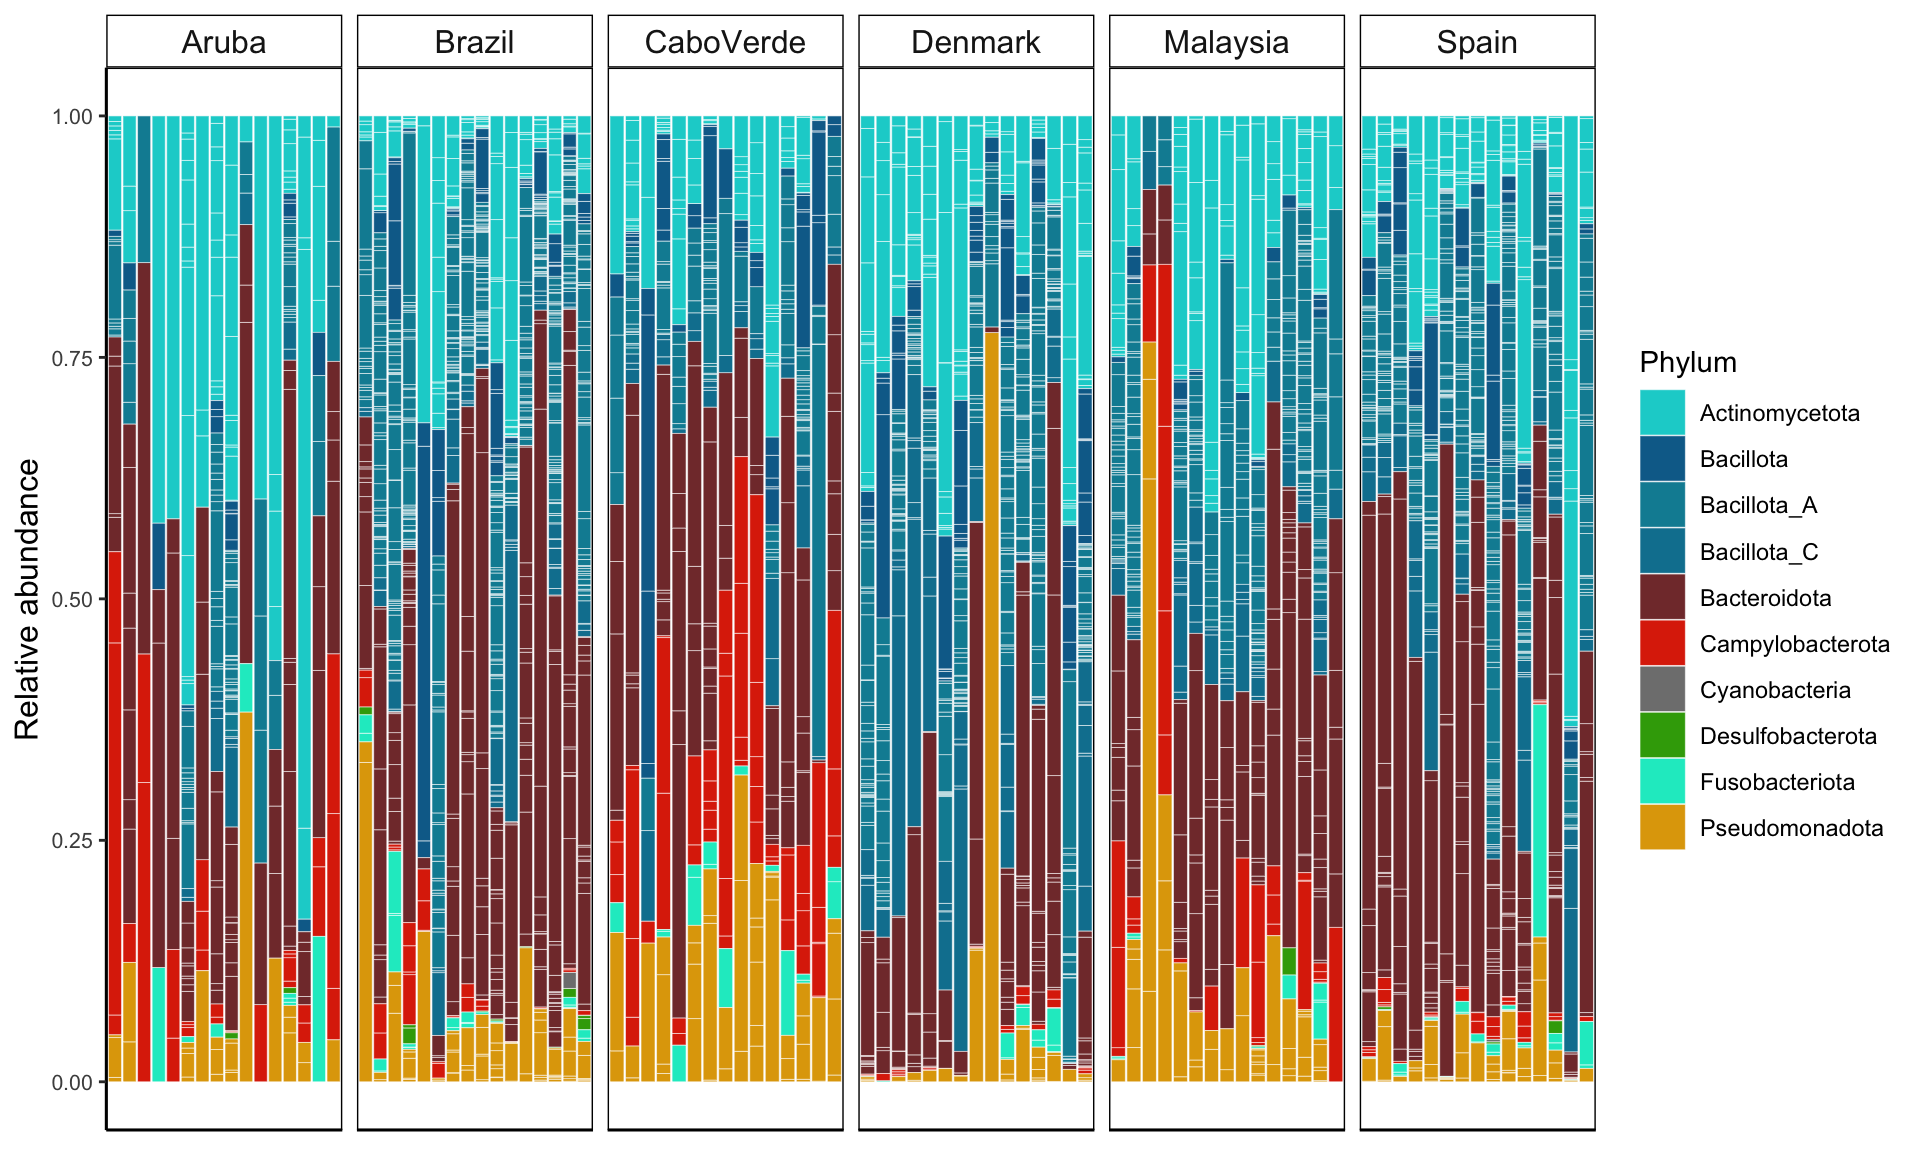 Aruba Brazil CaboVerde Denmark Malaysia Spain
1.00
0.75
0.50
0.25
0.00
Relative abundance
Phylum
Actinomycetota
Bacillota
Bacillota_A
Bacillota_C
Bacteroidota
Campylobacterota
Cyanobacteria
Desulfobacterota
Fusobacteriota
Pseudomonadota